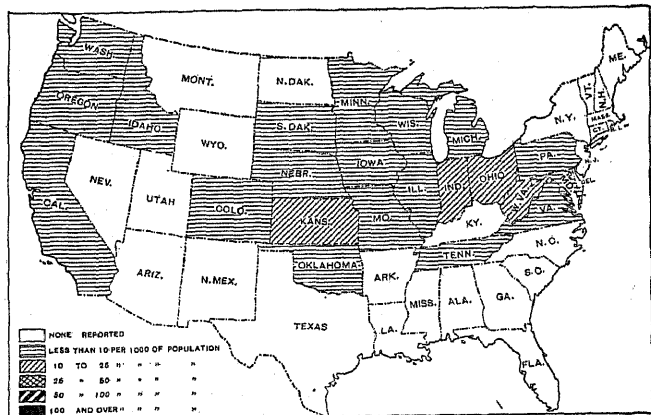 WASH.
MONT.
N.DAK.
MINN.
ME.
OREGON
IDAHO
WYO.
S.DAK.
WIS.
MICH.
N.Y.
VT.
N.H.
MASS.
CT.
R.I.
NEV.
UTAH
COLO.
NEBR.
IOWA
ILL.
IND.
OHIO
PA.
N.J.
DEL.
MD.
W.VA.
VA.
CAL.
KANS.
MO.
KY.
ARIZ.
N.MEX.
OKLAHOMA
ARK.
TENN.
N.C.
S.C.
TEXAS
LA.
MISS.
ALA.
GA.
FLA.
NONE REPORTED
LESS THAN 10 PER 1000 OF POPULATION
10 TO 25 " " " "
25 " 50 " " " "
50 " 100 " " " "
100 AND OVER " " " "